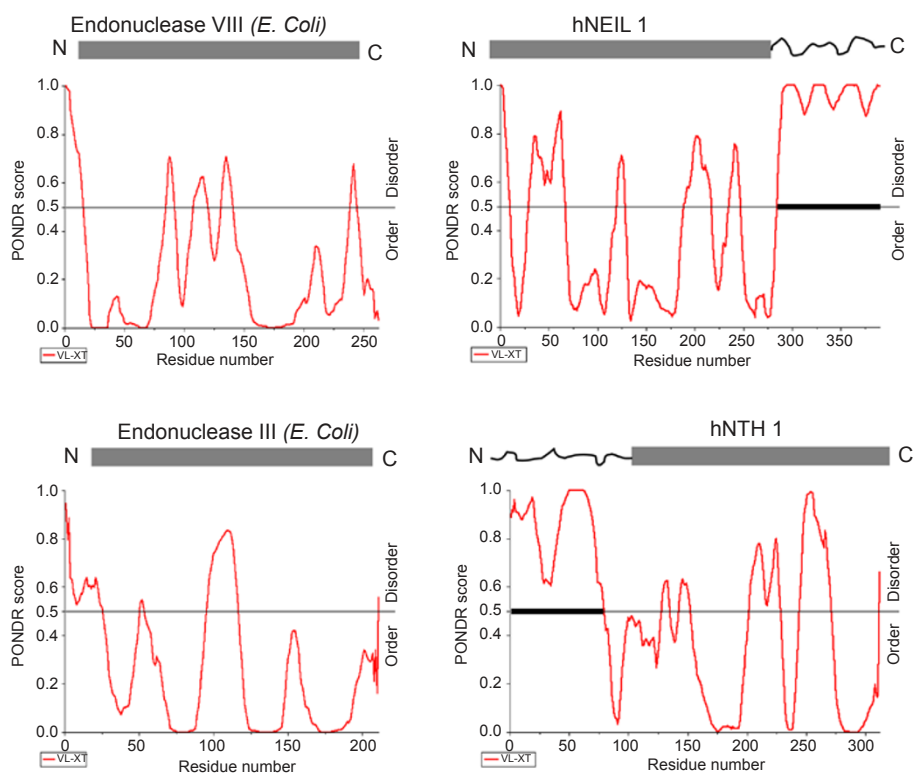 Endonuclease VIII (E. Coli)
N
C
1.0
0.8
0.6
0.5
0.4
0.2
0.0
PONDR score
Disorder
Order
0
50
100
150
200
250
VL-XT
Residue number
hNEIL 1
N
C
1.0
0.8
0.6
0.5
0.4
0.2
0.0
PONDR score
Disorder
Order
0
50
100
150
200
250
300
350
VL-XT
Residue number
Endonuclease III (E. Coli)
N
C
1.0
0.8
0.6
0.5
0.4
0.2
0.0
PONDR score
Disorder
Order
0
50
100
150
200
VL-XT
Residue number
hNTH 1
N
C
1.0
0.8
0.6
0.5
0.4
0.2
0.0
PONDR score
Disorder
Order
0
50
100
150
200
250
300
VL-XT
Residue number